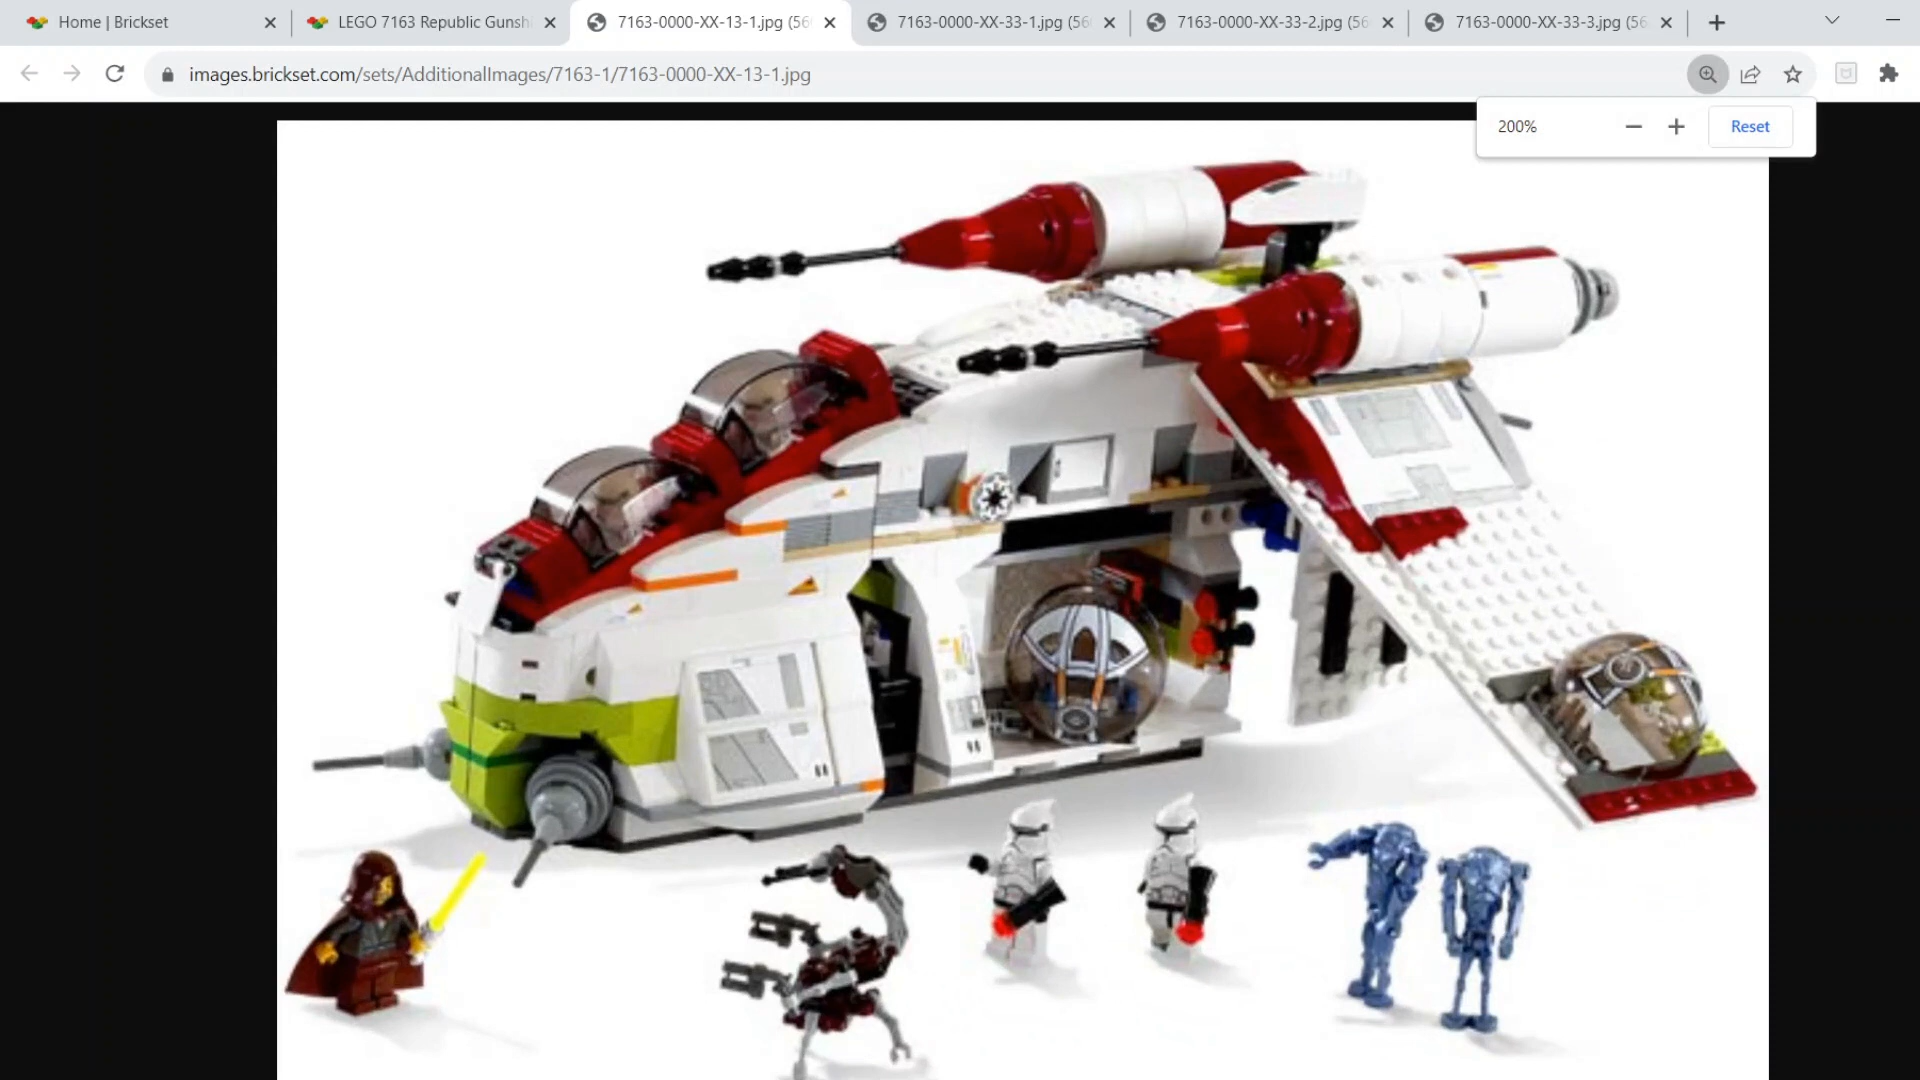 Home | Brickset
LEGO 7163 Republic Gunsh
7163-0000-XX-13-1.jpg (56
7163-0000-XX-33-1.jpg (56
7163-0000-XX-33-2.jpg (56
7163-0000-XX-33-3.jpg (56
images.brickset.com/sets/AdditionalImages/7163-1/7163-0000-XX-13-1.jpg
200%
Reset